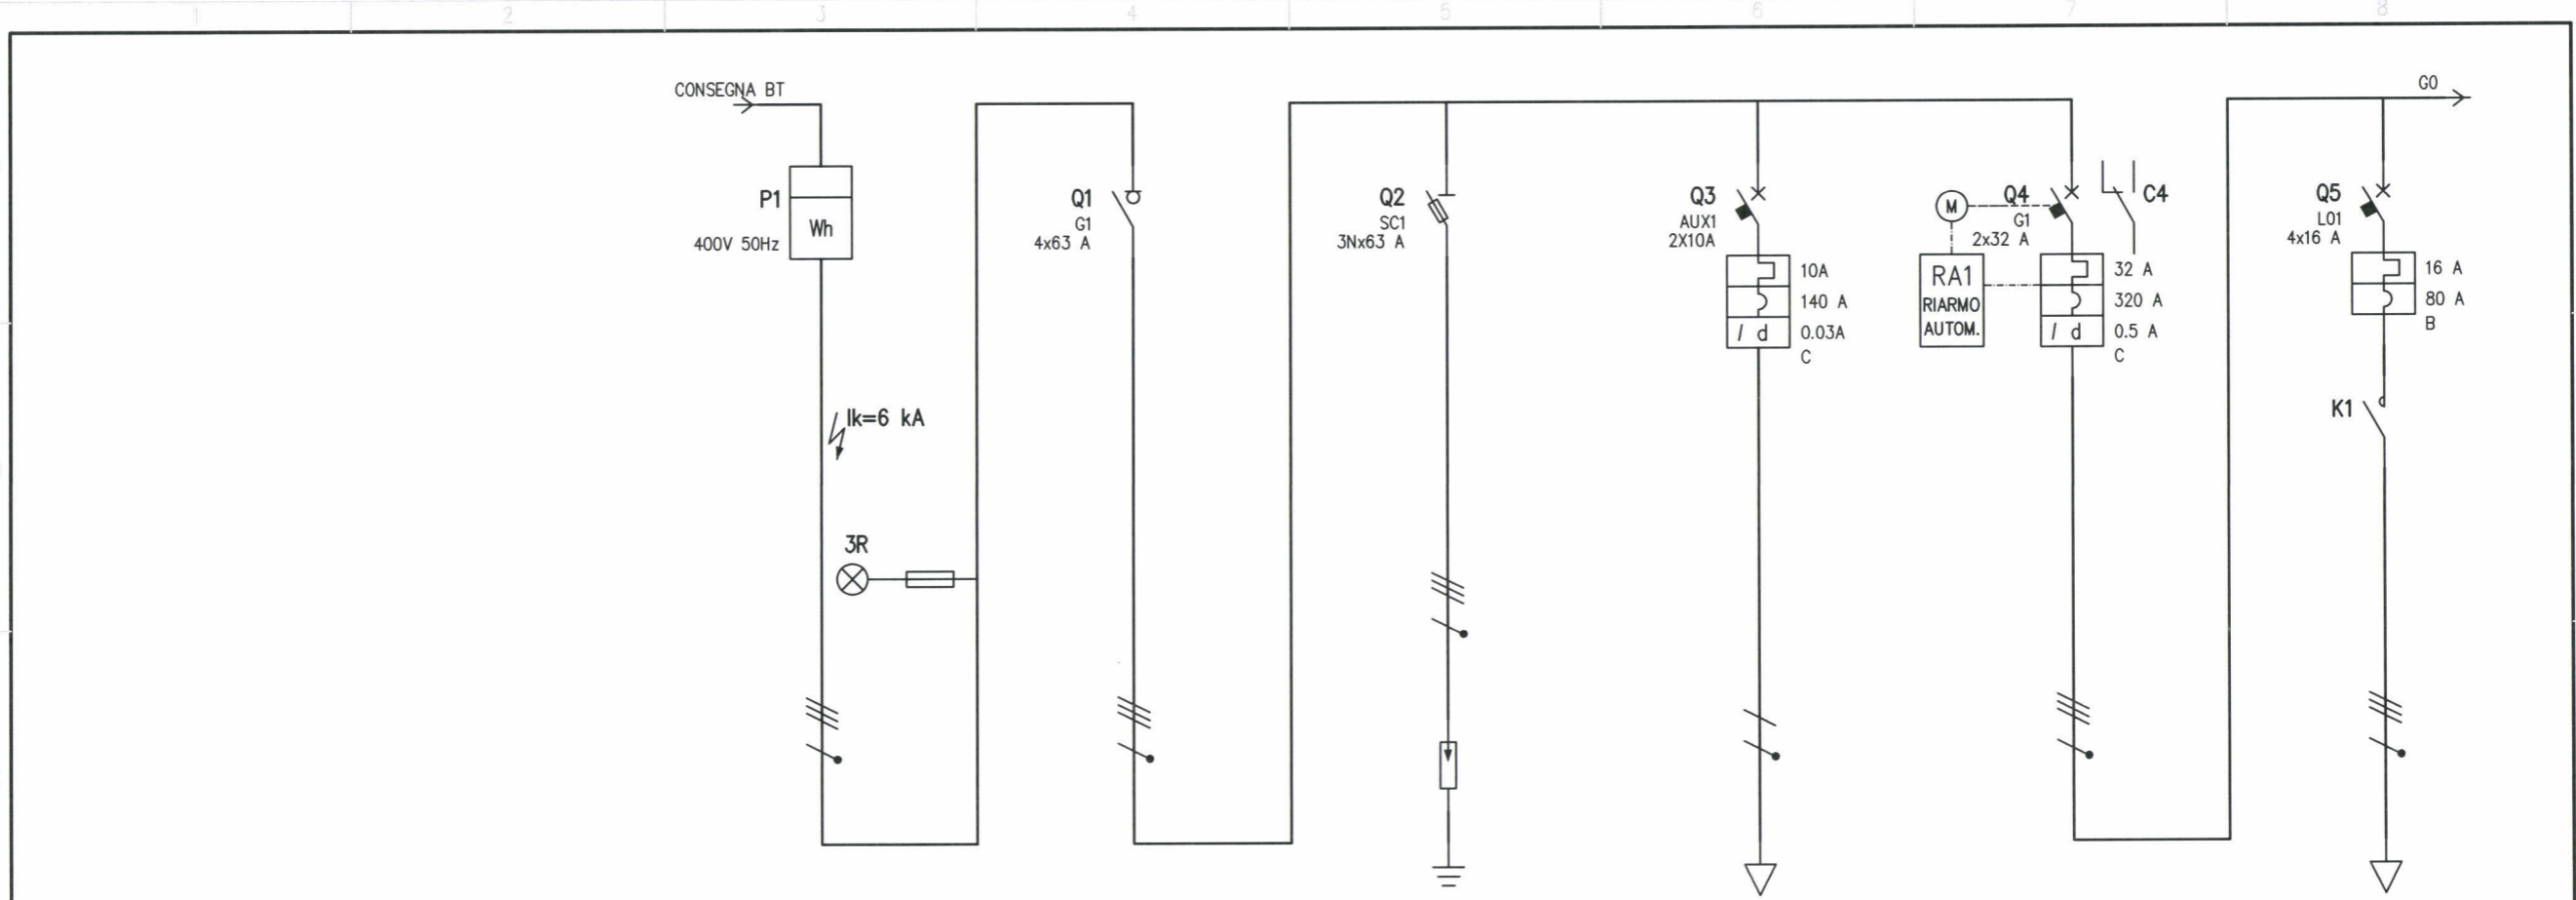 1 2 3 4 5 6 7 8
CONSEGNA BT
P1
Wh
400V 50Hz
Ik=6 kA
3R
Q1
G1
4x63 A
Q2
SC1
3Nx63 A
Q3
AUX1
2X10A
10A
140 A
I d 0.03A
C
M
RA1
RIARMO
AUTOM.
Q4
G1
2x32 A
C4
32 A
320 A
I d 0.5 A
C
G0
Q5
L01
4x16 A
16 A
80 A
B
K1